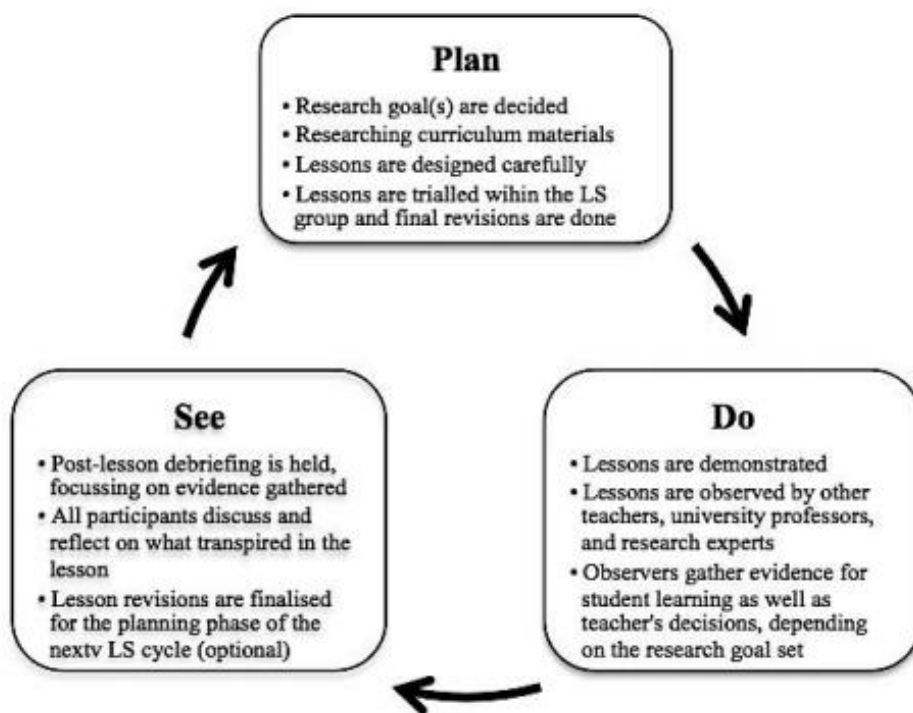 Plan
• Research goal(s) are decided
• Researching curriculum materials
• Lessons are designed carefully
• Lessons are trialled wihin the LS
group and final revisions are done
See
• Post-lesson debriefing is held,
focussing on evidence gathered
• All participants discuss and
reflect on what transpired in the
lesson
• Lesson revisions are finalised
for the planning phase of the
nextv LS cycle (optional)
Do
• Lessons are demonstrated
• Lessons are observed by other
teachers, university professors,
and research experts
• Observers gather evidence for
student learning as well as
teacher's decisions, depending
on the research goal set